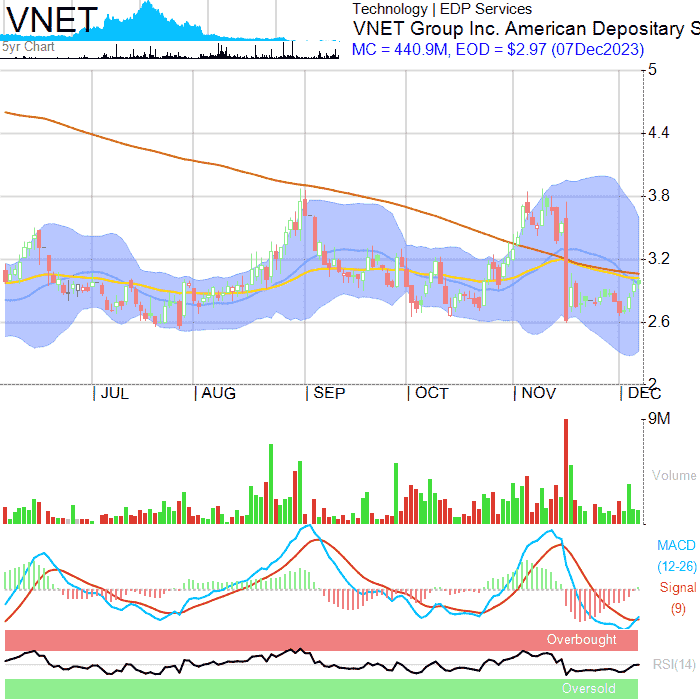 VNET
5yr Chart
Technology | EDP Services
VNET Group Inc. American Depositary S
MC = 440.9M, EOD = $2.97 (07Dec2023)
5
4.4
3.8
3.2
2.6
2
JUL
AUG
SEP
OCT
NOV
DEC
9M
Volume
MACD
(12-26)
Signal
(9)
Overbought
RSI(14)
Oversold